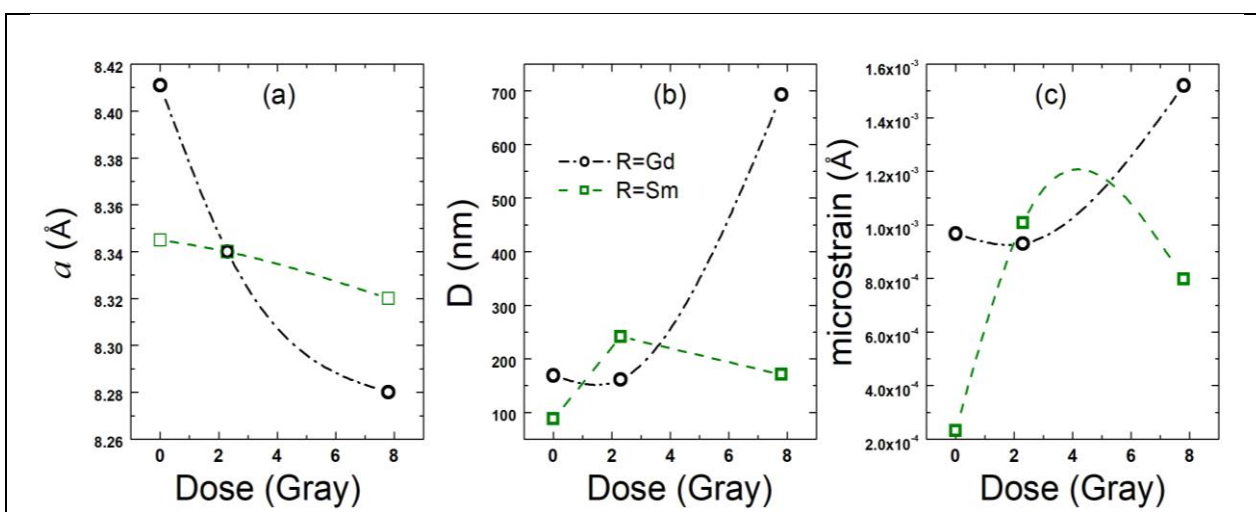 (a)
a (Å)
8.42
8.40
8.38
8.36
8.34
8.32
8.30
8.28
8.26
0 2 4 6 8
Dose (Gray)
(b)
D (nm)
700
600
500
400
300
200
100
R=Gd
R=Sm
0 2 4 6 8
Dose (Gray)
(c)
microstrain (Å)
1.6x10⁻³
1.4x10⁻³
1.2x10⁻³
1.0x10⁻³
8.0x10⁻⁴
6.0x10⁻⁴
4.0x10⁻⁴
2.0x10⁻⁴
0 2 4 6 8
Dose (Gray)